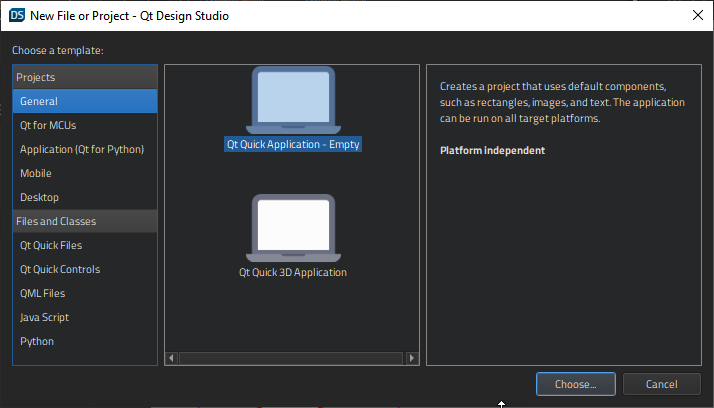 DS New File or Project - Qt Design Studio
Choose a template:
Projects
General
Qt for MCUs
Application (Qt for Python)
Mobile
Desktop
Files and Classes
Qt Quick Files
Qt Quick Controls
QML Files
Java Script
Python
Qt Quick Application - Empty
Qt Quick 3D Application
Creates a project that uses default components,
such as rectangles, images, and text. The application
can be run on all target platforms.
Platform independent
Choose...
Cancel